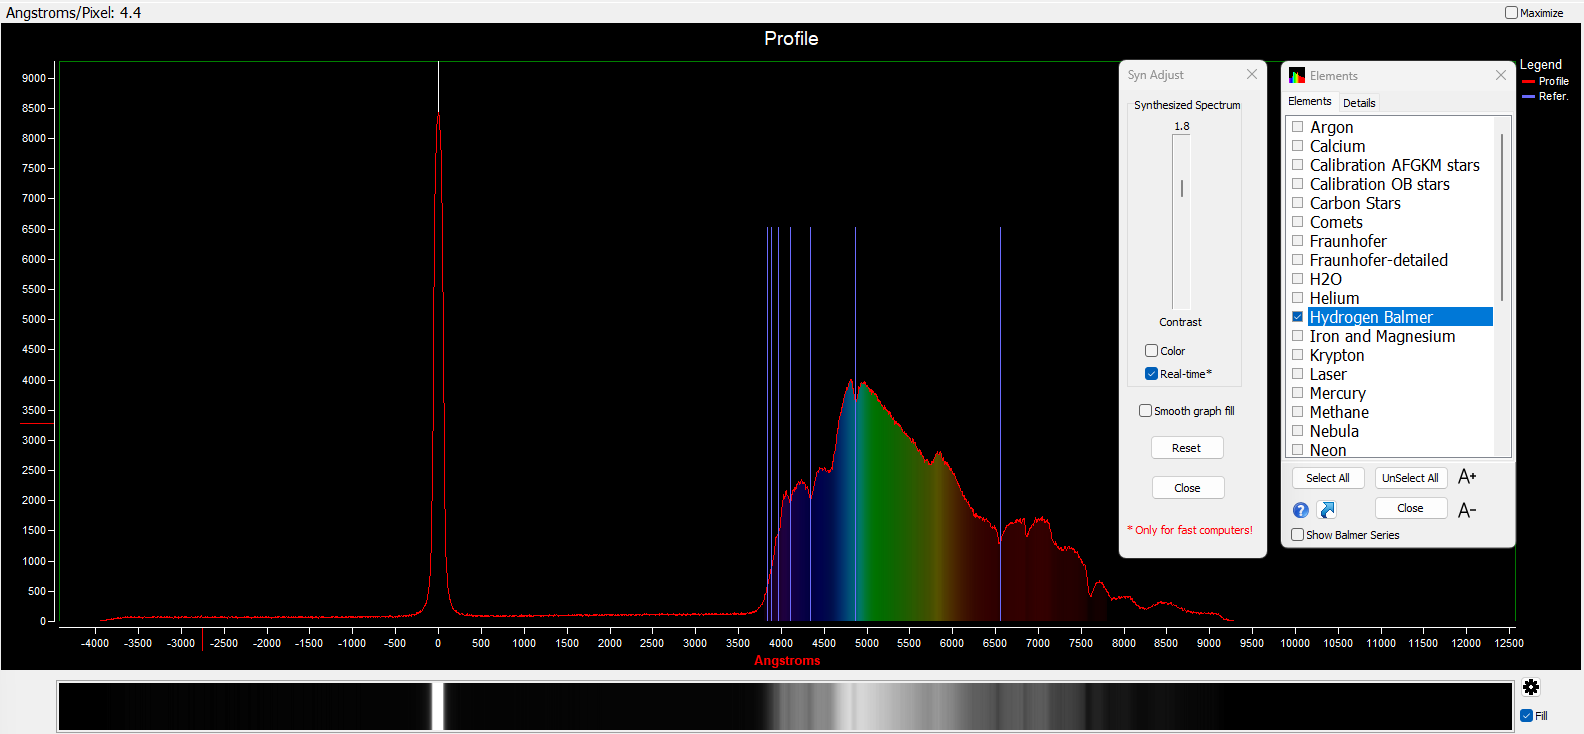 Angstroms/Pixel: 4.4
Maximize
Profile
Legend
Profile
Refer.
9000
8500
8000
7500
7000
6500
6000
5500
5000
4500
4000
3500
3000
2500
2000
1500
1000
500
0
-4000 -3500 -3000 -2500 -2000 -1500 -1000 -500 0 500 1000 1500 2000 2500 3000 3500 4000 4500 5000 5500 6000 6500 7000 7500 8000 8500 9000 9500 10000 10500 11000 11500 12000 12500
Angstroms
Syn Adjust
Synthesized Spectrum
1.8
Contrast
Color
Real-time*
Smooth graph fill
Reset
Close
* Only for fast computers!
Elements
Elements Details
Argon
Calcium
Calibration AFGKM stars
Calibration OB stars
Carbon Stars
Comets
Fraunhofer
Fraunhofer-detailed
H2O
Helium
Hydrogen Balmer
Iron and Magnesium
Krypton
Laser
Mercury
Methane
Nebula
Neon
Select All UnSelect All A+
? Close A-
Show Balmer Series
Fill